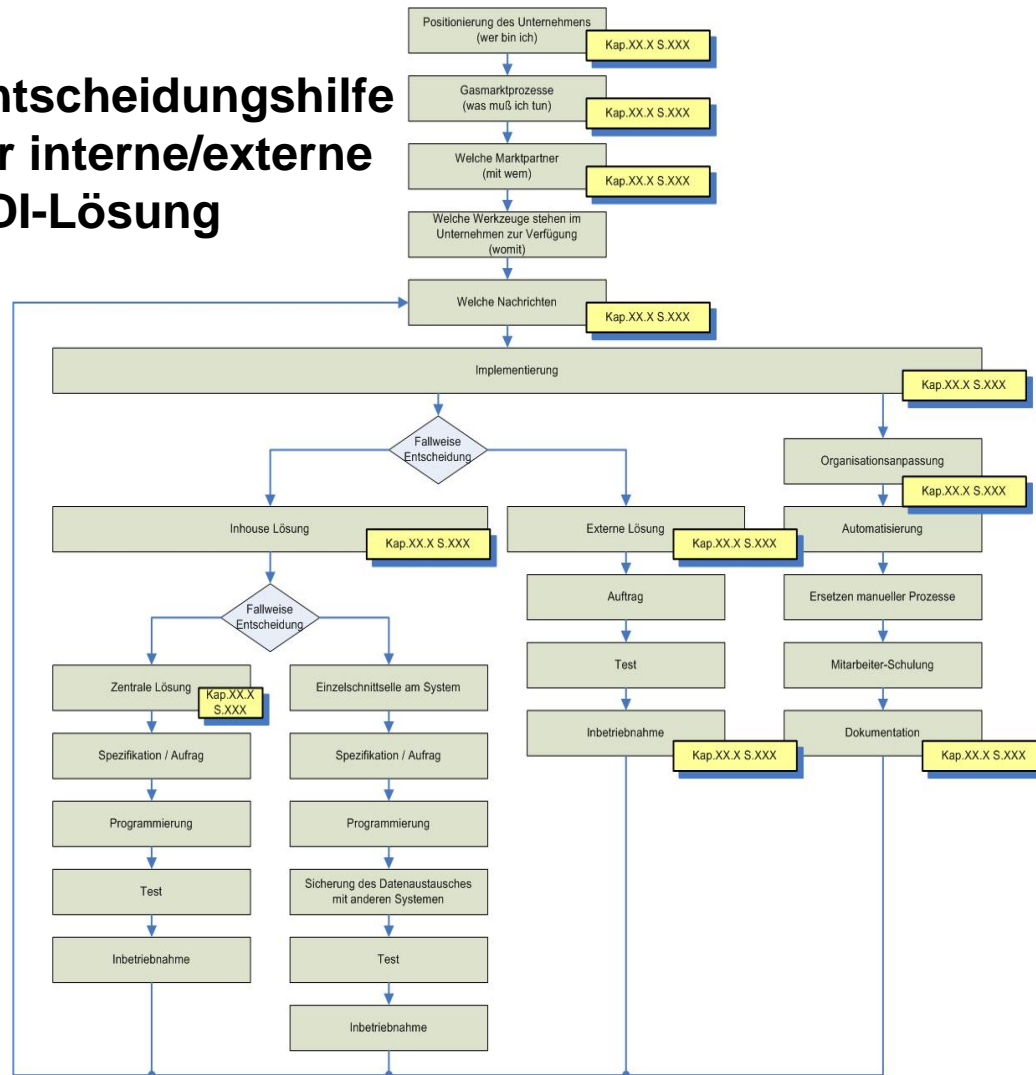 Positionierung des Unternehmens
(wer bin ich)
Kap.XX.X S.XXX
ntscheidungshilfe
r interne/externe
DI-Lösung
Gasmarktprozesse
(was muß ich tun)
Kap.XX.X S.XXX
Welche Marktpartner
(mit wem)
Kap.XX.X S.XXX
Welche Werkzeuge stehen im
Unternehmen zur Verfügung
(womit)
Welche Nachrichten
Kap.XX.X S.XXX
Implementierung
Kap.XX.X S.XXX
Fallweise
Entscheidung
Organisationsanpassung
Kap.XX.X S.XXX
Inhouse Lösung
Kap.XX.X S.XXX
Externe Lösung
Kap.XX.X S.XXX
Automatisierung
Fallweise
Entscheidung
Auftrag
Ersetzen manueller Prozesse
Zentrale Lösung
Kap.XX.X
S.XXX
Einzelschnittselle am System
Test
Mitarbeiter-Schulung
Spezifikation / Aufrag
Spezifikation / Aufrag
Inbetriebnahme
Kap.XX.X S.XXX
Dokumentation
Kap.XX.X S.XXX
Programmierung
Programmierung
Test
Sicherung des Datenaustausches
mit anderen Systemen
Inbetriebnahme
Test
Inbetriebnahme